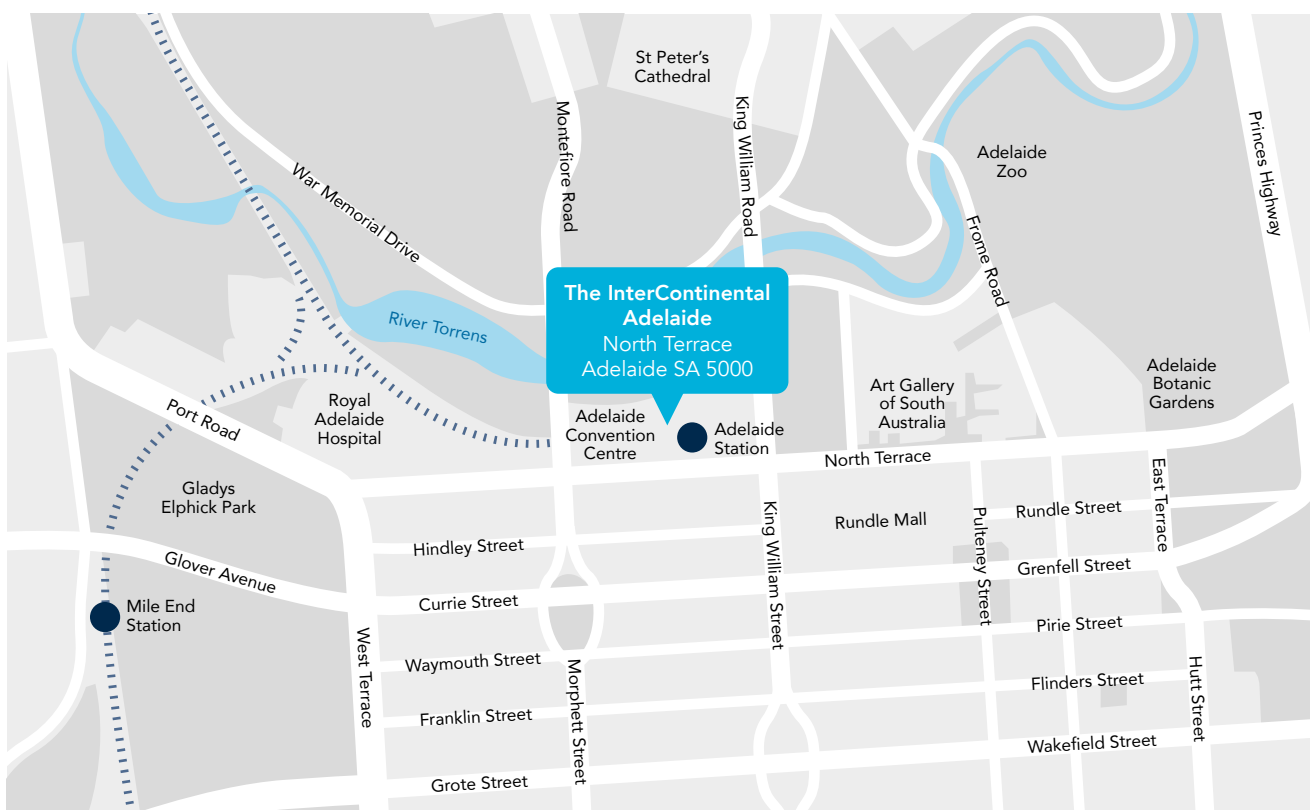 St Peter's
Cathedral
Montefiore Road
King William Road
Princes Highway
Adelaide
Zoo
War Memorial Drive
Frome Road
The InterContinental
Adelaide
North Terrace
Adelaide SA 5000
River Torrens
Adelaide
Botanic
Gardens
Art Gallery
of South
Australia
Royal
Adelaide
Hospital
Port Road
Adelaide
Convention
Centre
Adelaide
Station
North Terrace
East Terrace
Gladys
Elphick Park
Rundle Mall
Pulteney Street
Rundle Street
King William Street
Hindley Street
Glover Avenue
Grenfell Street
Currie Street
Mile End
Station
Pirie Street
West Terrace
Waymouth Street
Morphett Street
Flinders Street
Hutt Street
Franklin Street
Wakefield Street
Grote Street